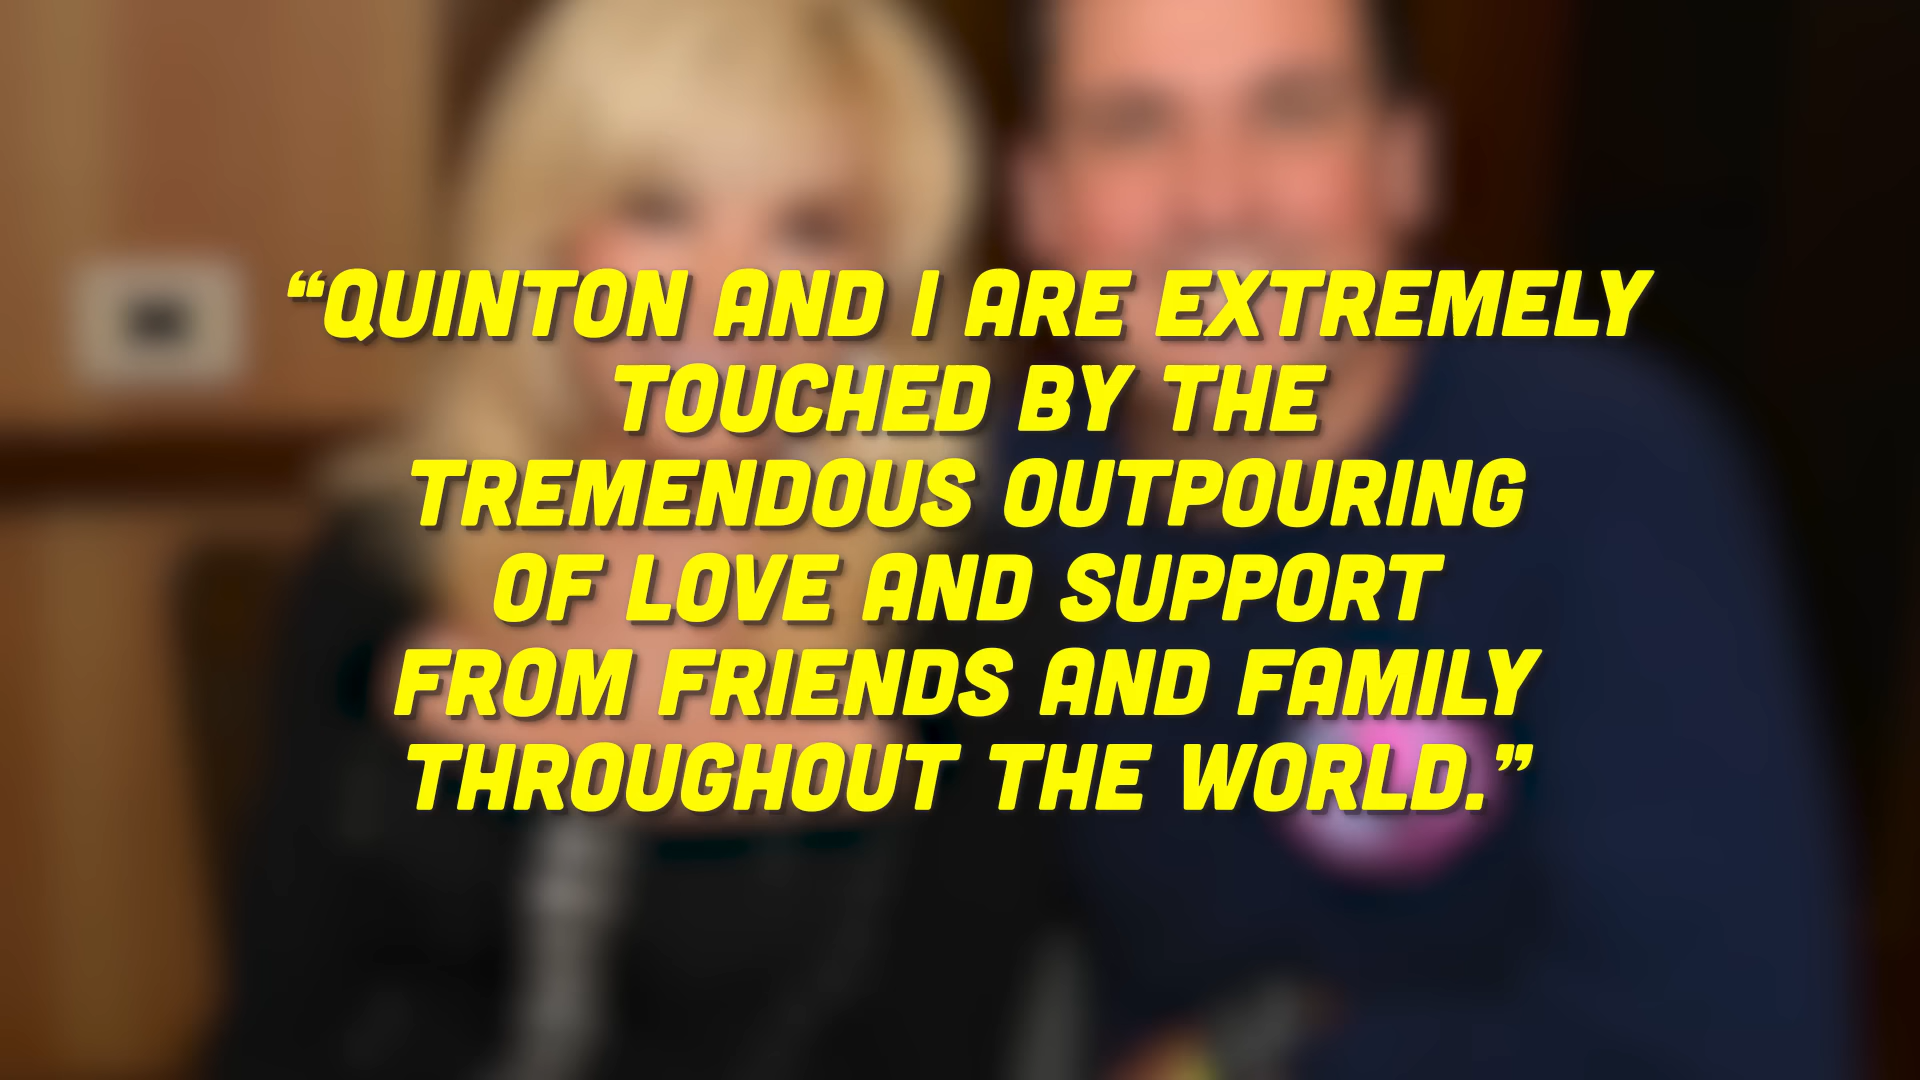 “QUINTON AND I ARE EXTREMELY
TOUCHED BY THE
TREMENDOUS OUTPOURING
OF LOVE AND SUPPORT
FROM FRIENDS AND FAMILY
THROUGHOUT THE WORLD.”